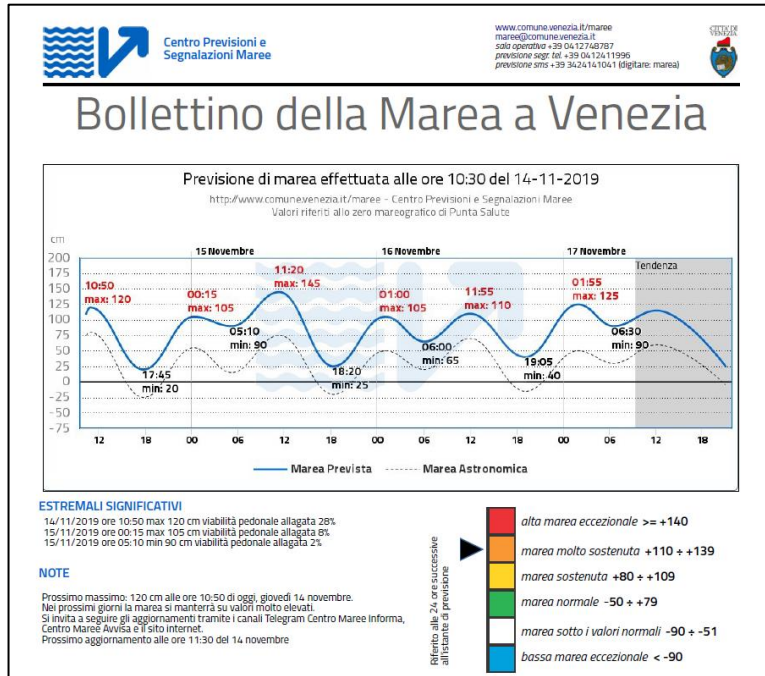 Centro Previsioni e
Segnalazioni Maree
www.comune.venezia.it/maree
maree@comune.venezia.it
sala operativa +39 0412748787
previsione segr. tel. +39 0412411996
previsione sms +39 3424141041 (digitare: marea)
CITTA' DI
VENEZIA
Bollettino della Marea a Venezia
Previsione di marea effettuata alle ore 10:30 del 14-11-2019
http://www.comune.venezia.it/maree - Centro Previsioni e Segnalazioni Maree
Valori riferiti allo zero mareografico di Punta Salute
cm
15 Novembre
16 Novembre
17 Novembre
Tendenza
200
175
150
125
100
75
50
25
0
-25
-50
-75
10:50
max: 120
17:45
min: 20
00:15
max: 105
05:10
min: 90
11:20
max: 145
18:20
min: 25
01:00
max: 105
06:00
min: 65
11:55
max: 110
19:05
min: 40
01:55
max: 125
06:30
min: 90
12 18 00 06 12 18 00 06 12 18 00 06 12 18
Marea Prevista
Marea Astronomica
ESTREMALI SIGNIFICATIVI
14/11/2019 ore 10:50 max 120 cm viabilità pedonale allagata 28%
15/11/2019 ore 00:15 max 105 cm viabilità pedonale allagata 8%
15/11/2019 ore 05:10 min 90 cm viabilità pedonale allagata 2%
NOTE
Prossimo massimo: 120 cm alle ore 10:50 di oggi, giovedì 14 novembre.
Nei prossimi giorni la marea si manterrà su valori molto elevati.
Si invita a seguire gli aggiornamenti tramite i canali Telegram Centro Maree Informa,
Centro Maree Avvisa e il sito internet.
Prossimo aggiornamento alle ore 11:30 del 14 novembre
Riferito alle 24 ore successive
all'istante di previsione
alta marea eccezionale >= +140
marea molto sostenuta +110 ÷ +139
marea sostenuta +80 ÷ +109
marea normale -50 ÷ +79
marea sotto i valori normali -90 ÷ -51
bassa marea eccezionale < -90